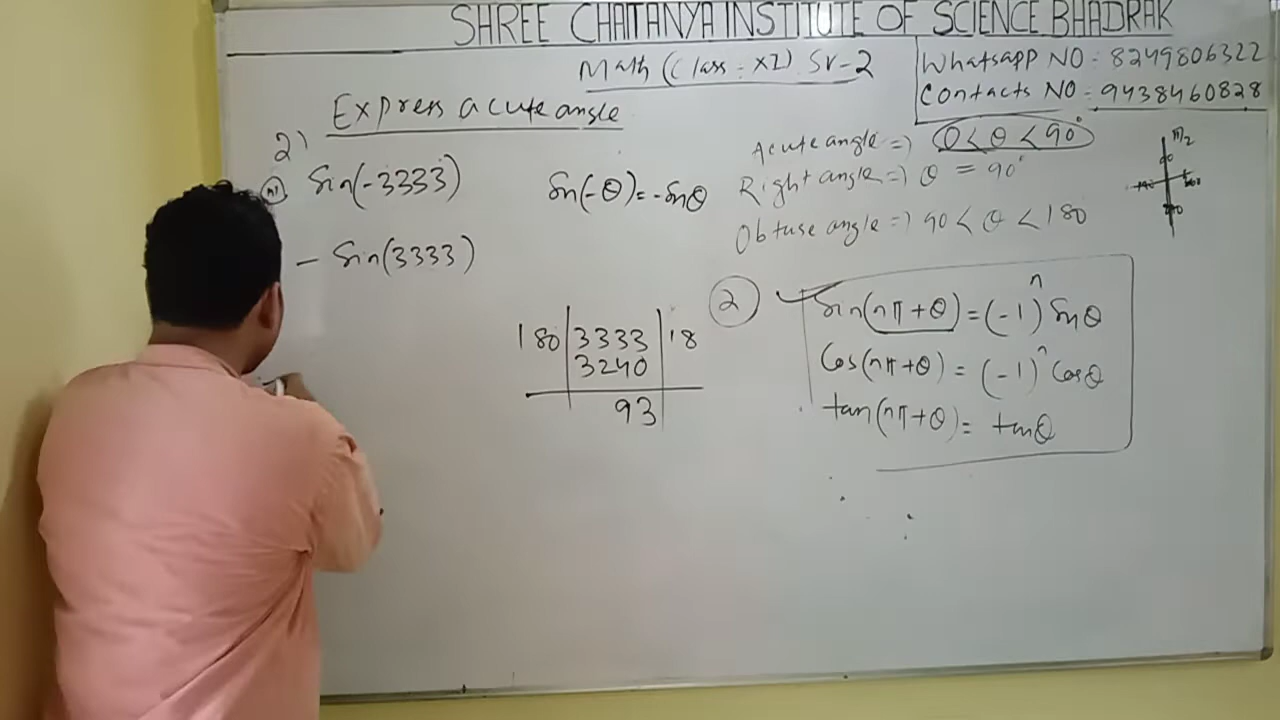 SHREE CHAITANYA INSTITUTE OF SCIENCE BHADRAK
Math (Class : XI) Sr-2
Whatsapp NO : 8249806322
Contacts NO : 9438460828
Express acute angle
2)
Sin(-3333)
- Sin(3333)
Sin(-θ) = -Sinθ
Acute angle => 0 < θ < 90°
Right angle => θ = 90°
Obtuse angle => 90 < θ < 180
π/2
180 | 3333 | 18
3240
93
2
Sin(nπ+θ) = (-1)^n Sinθ
Cos(nπ+θ) = (-1)^n Cosθ
tan(nπ+θ) = tanθ